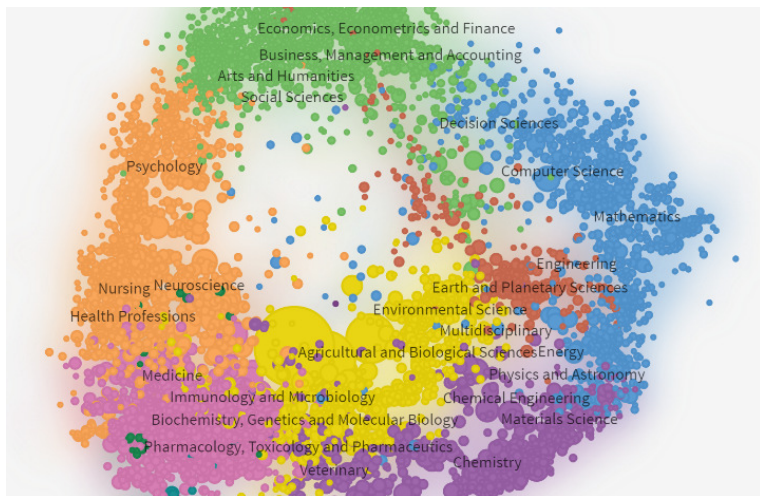 Economics, Econometrics and Finance
Business, Management and Accounting
Arts and Humanities
Social Sciences
Decision Sciences
Psychology
Computer Science
Mathematics
Engineering
Nursing
Neuroscience
Earth and Planetary Sciences
Health Professions
Environmental Science
Multidisciplinary
Agricultural and Biological Sciences
Energy
Medicine
Physics and Astronomy
Immunology and Microbiology
Chemical Engineering
Biochemistry, Genetics and Molecular Biology
Materials Science
Pharmacology, Toxicology and Pharmaceutics
Veterinary
Chemistry